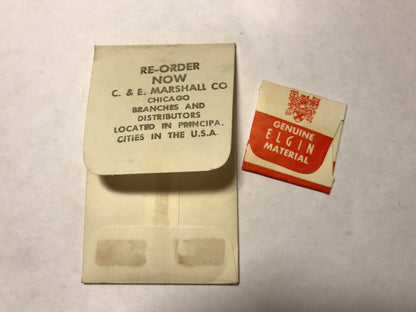 RE-ORDER
NOW
C. & E. MARSHALL CO
CHICAGO
BRANCHES AND
DISTRIBUTORS
LOCATED IN PRINCIPA.
CITIES IN THE U.S.A.
GENUINE
ELGIN
MATERIAL